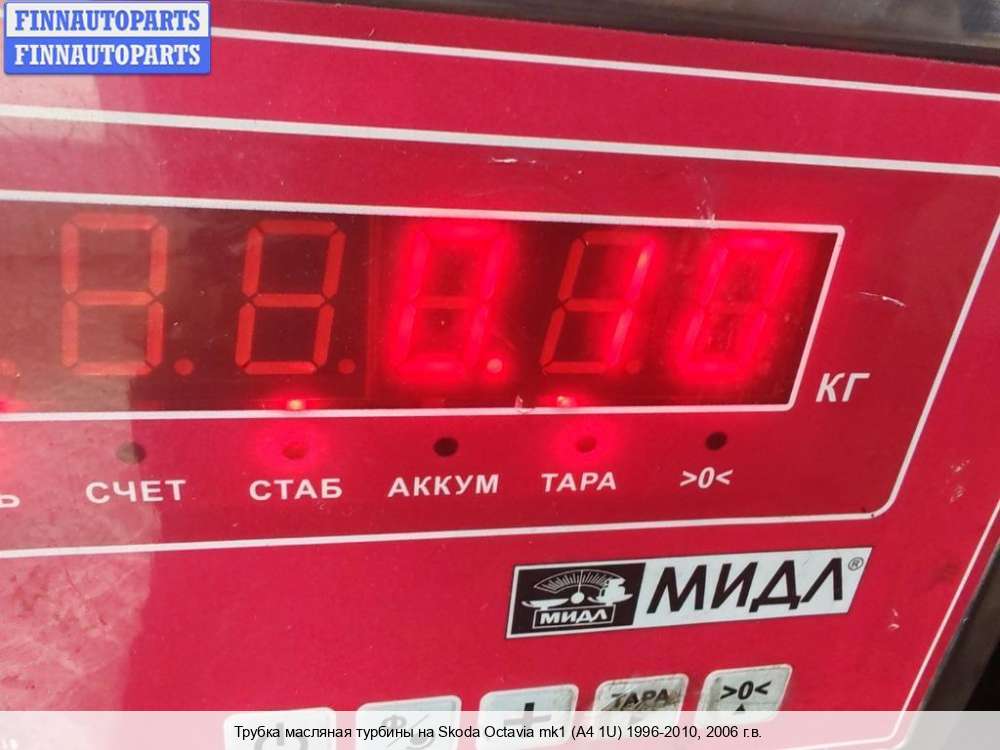 FINNAUTOPARTS
FINNAUTOPARTS
0.10
КГ
Ь СЧЕТ СТАБ АККУМ ТАРА >0<
МИДЛ МИДЛ®
ТАРА >0<
Трубка масляная турбины на Skoda Octavia mk1 (A4 1U) 1996-2010, 2006 г.в.